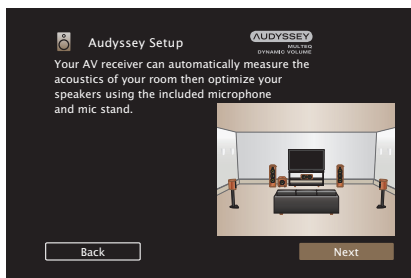 Audyssey Setup
AUDYSSEY
MULTEQ
DYNAMIC VOLUME
Your AV receiver can automatically measure the
acoustics of your room then optimize your
speakers using the included microphone
and mic stand.
Back
Next